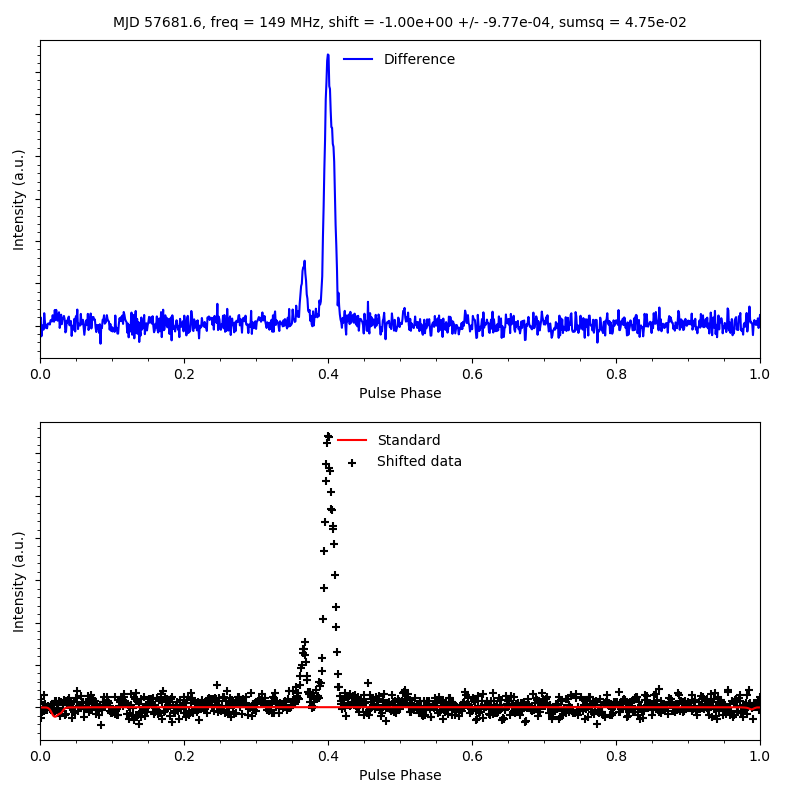 MJD 57681.6, freq = 149 MHz, shift = -1.00e+00 +/- -9.77e-04, sumsq = 4.75e-02
Difference
Intensity (a.u.)
0.0 0.2 0.4 0.6 0.8 1.0
Pulse Phase
Standard
Shifted data
Intensity (a.u.)
0.0 0.2 0.4 0.6 0.8 1.0
Pulse Phase